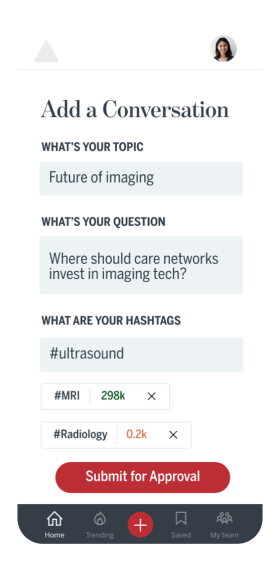 Add a Conversation
WHAT'S YOUR TOPIC
Future of imaging
WHAT'S YOUR QUESTION
Where should care networks
invest in imaging tech?
WHAT ARE YOUR HASHTAGS
#ultrasound
#MRI 298k ×
#Radiology 0.2k ×
Submit for Approval
Home Trending + Saved My team